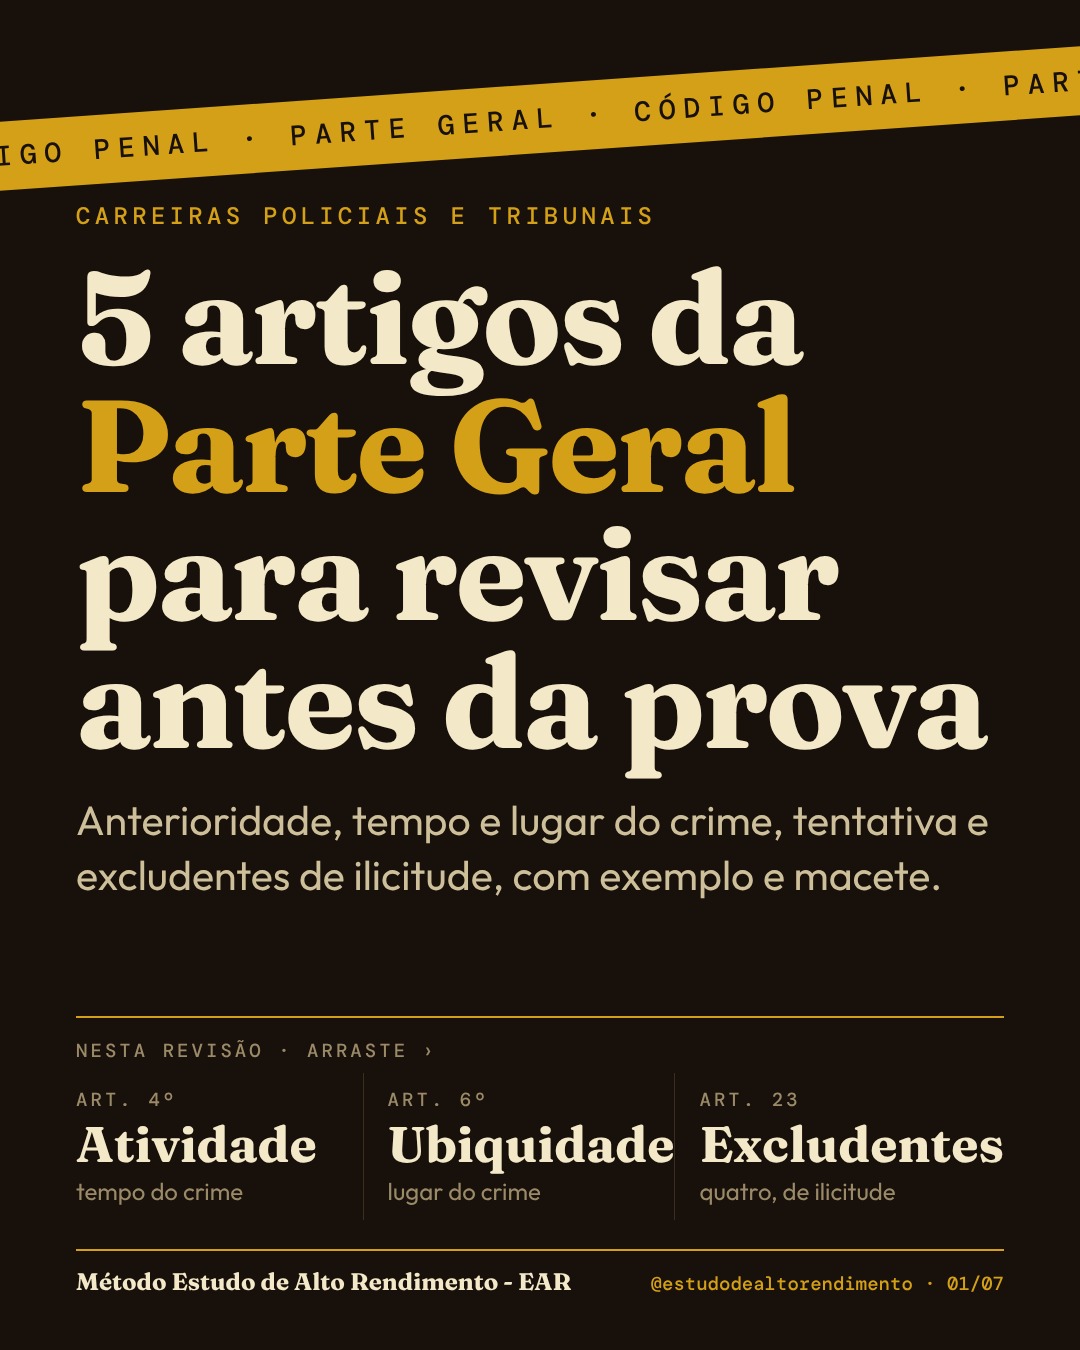 IGO PENAL · PARTE GERAL · CÓDIGO PENAL · PART
CARREIRAS POLICIAIS E TRIBUNAIS
5 artigos da
Parte Geral
para revisar
antes da prova
Anterioridade, tempo e lugar do crime, tentativa e
excludentes de ilicitude, com exemplo e macete.
NESTA REVISÃO · ARRASTE ›
ART. 4º
Atividade
tempo do crime
ART. 6º
Ubiquidade
lugar do crime
ART. 23
Excludentes
quatro, de ilicitude
Método Estudo de Alto Rendimento - EAR
@estudodealtorendimento · 01/07